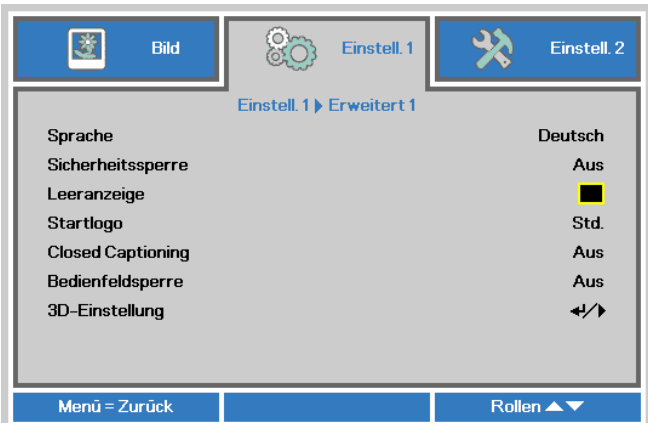 Bild
Einstell. 1
Einstell. 2
Einstell. 1 ▶ Erweitert 1
Sprache Deutsch
Sicherheitssperre Aus
Leeranzeige
Startlogo Std.
Closed Captioning Aus
Bedienfeldsperre Aus
3D-Einstellung ↵/▶
Menü = Zurück
Rollen ▲▼